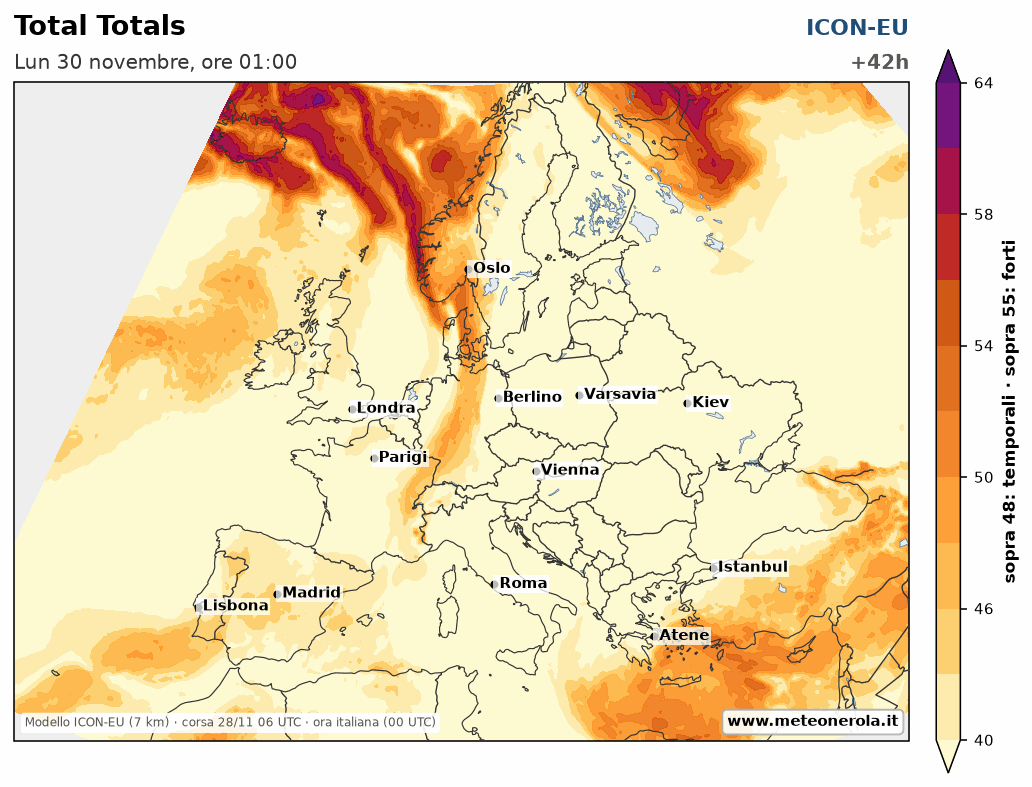 Total Totals
ICON-EU
Lun 30 novembre, ore 01:00
+42h
64
58
54
50
46
40
sopra 48: temporali · sopra 55: forti
Oslo
Berlino
Varsavia
Kiev
Londra
Parigi
Vienna
Istanbul
Roma
Madrid
Lisbona
Atene
Modello ICON-EU (7 km) · corsa 28/11 06 UTC · ora italiana (00 UTC)
www.meteonerola.it